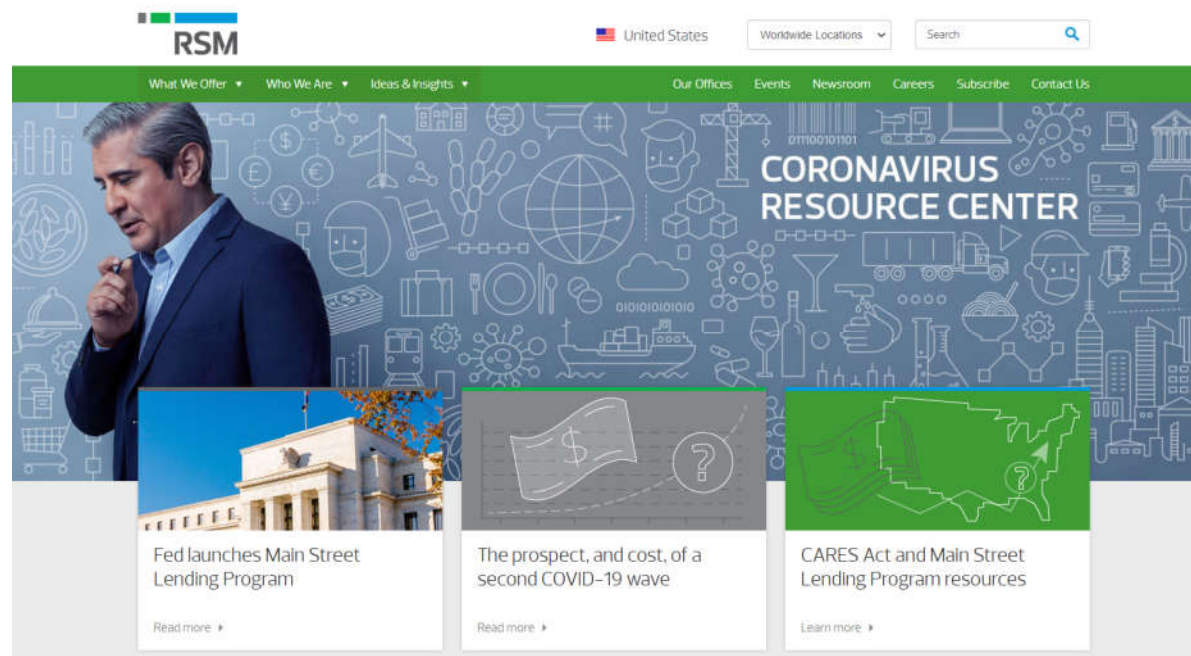 RSM
United States
Worldwide Locations
Search
What We Offer
Who We Are
Ideas & Insights
Our Offices
Events
Newsroom
Careers
Subscribe
Contact Us
011100101101
CORONAVIRUS
RESOURCE CENTER
010101010101
Fed launches Main Street
Lending Program
Read more
The prospect, and cost, of a
second COVID-19 wave
Read more
CARES Act and Main Street
Lending Program resources
Learn more